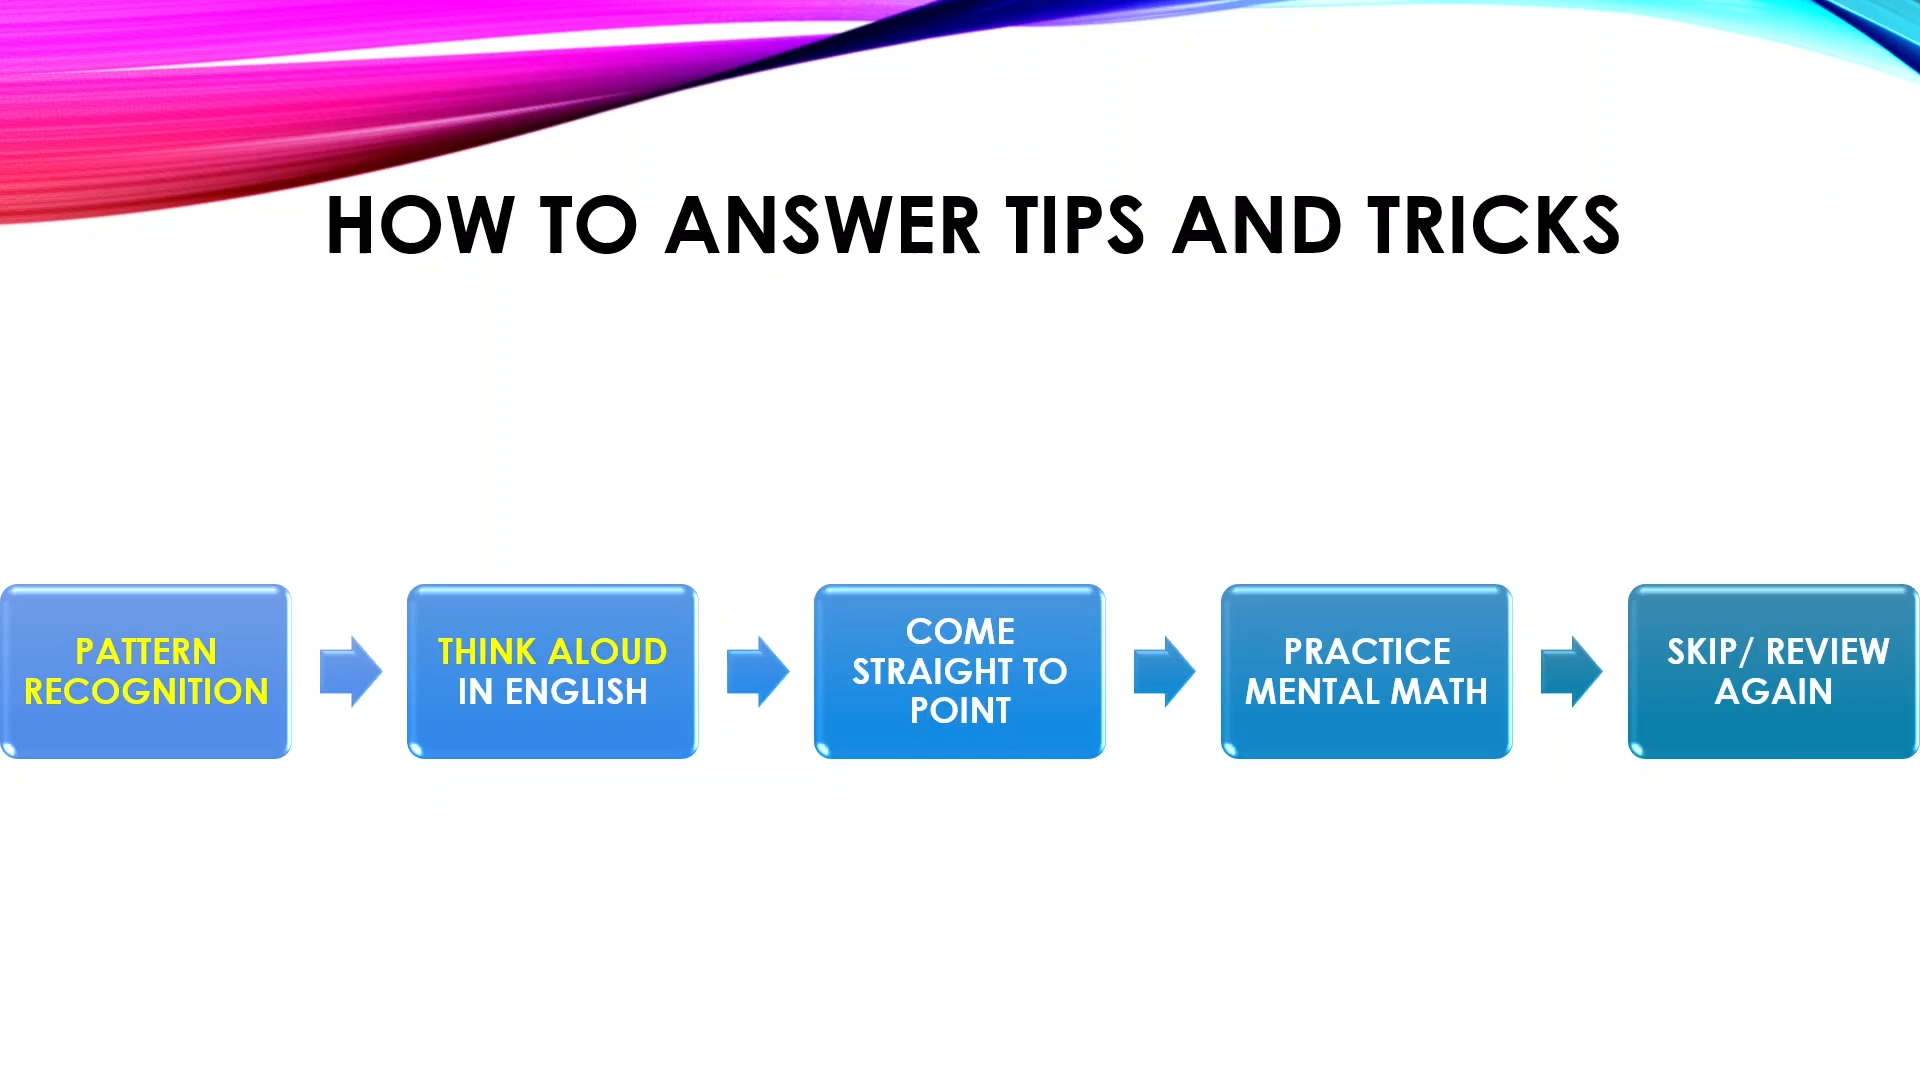 HOW TO ANSWER TIPS AND TRICKS
PATTERN
RECOGNITION
THINK ALOUD
IN ENGLISH
COME
STRAIGHT TO
POINT
PRACTICE
MENTAL MATH
SKIP/ REVIEW
AGAIN